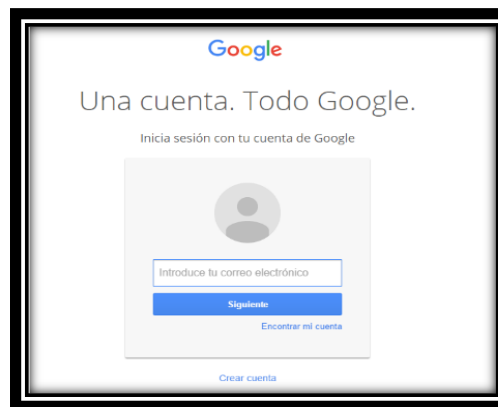 Google
Una cuenta. Todo Google.
Inicia sesión con tu cuenta de Google
Introduce tu correo electrónico
Siguiente
Encontrar mi cuenta
Crear cuenta